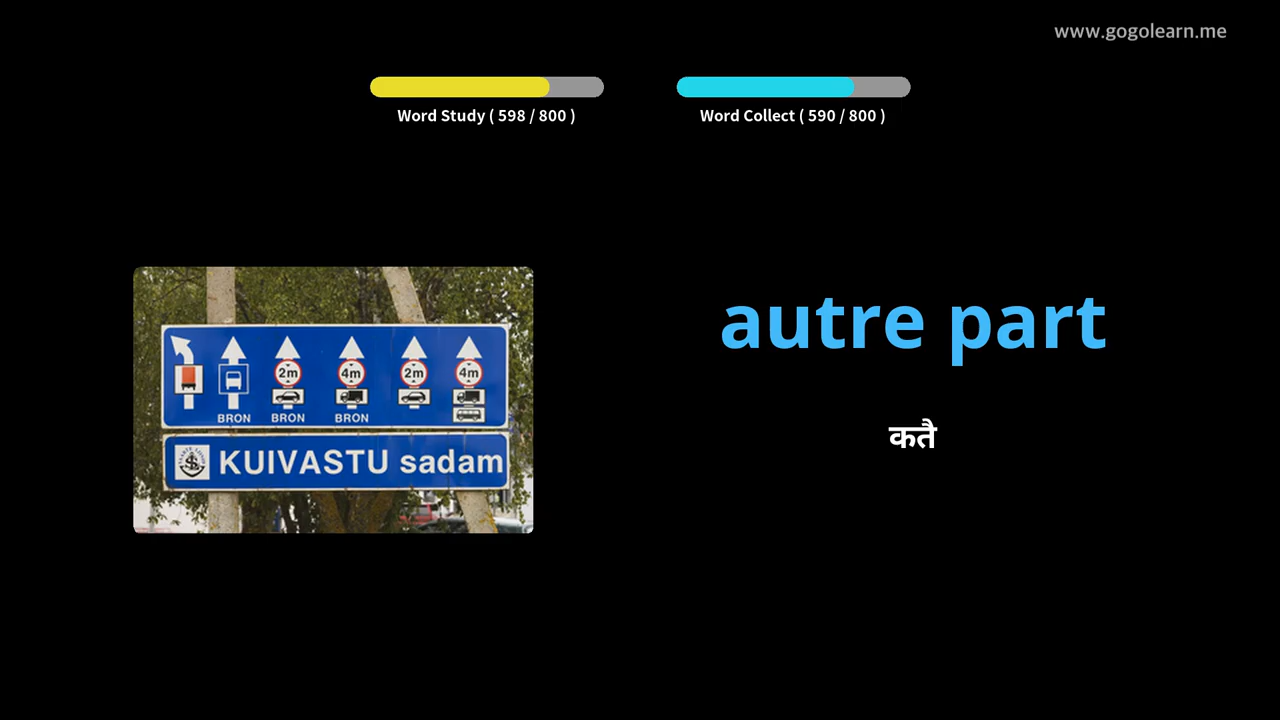 www.gogolearn.me
Word Study ( 598 / 800 )
Word Collect ( 590 / 800 )
2m
4m
2m
4m
BRON
BRON
BRON
KUIVASTU sadam
autre part
कतै